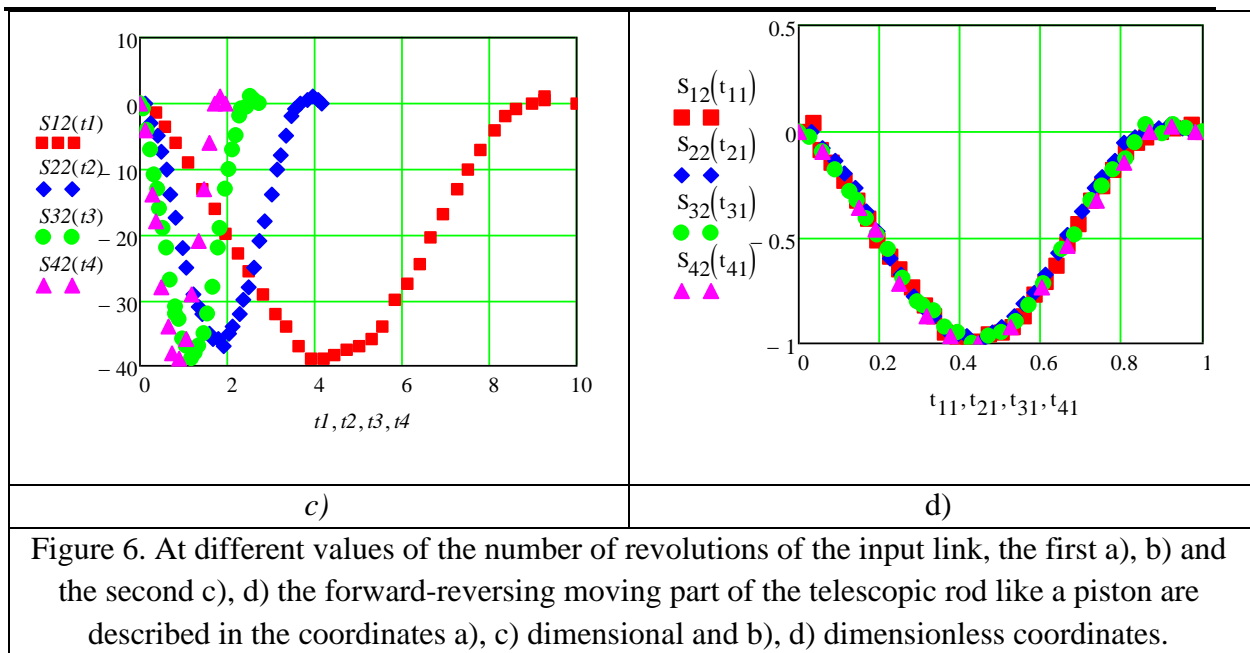 10
0
− 10
− 20
− 30
− 40
S12(t1)
S22(t2)
S32(t3)
S42(t4)
0 2 4 6 8 10
t1,t2,t3,t4
0.5
0
− 0.5
− 1
S12(t11)
S22(t21)
S32(t31)
S42(t41)
0 0.2 0.4 0.6 0.8 1
t11,t21,t31,t41
c) d)
Figure 6. At different values of the number of revolutions of the input link, the first a), b) and
the second c), d) the forward-reversing moving part of the telescopic rod like a piston are
described in the coordinates a), c) dimensional and b), d) dimensionless coordinates.